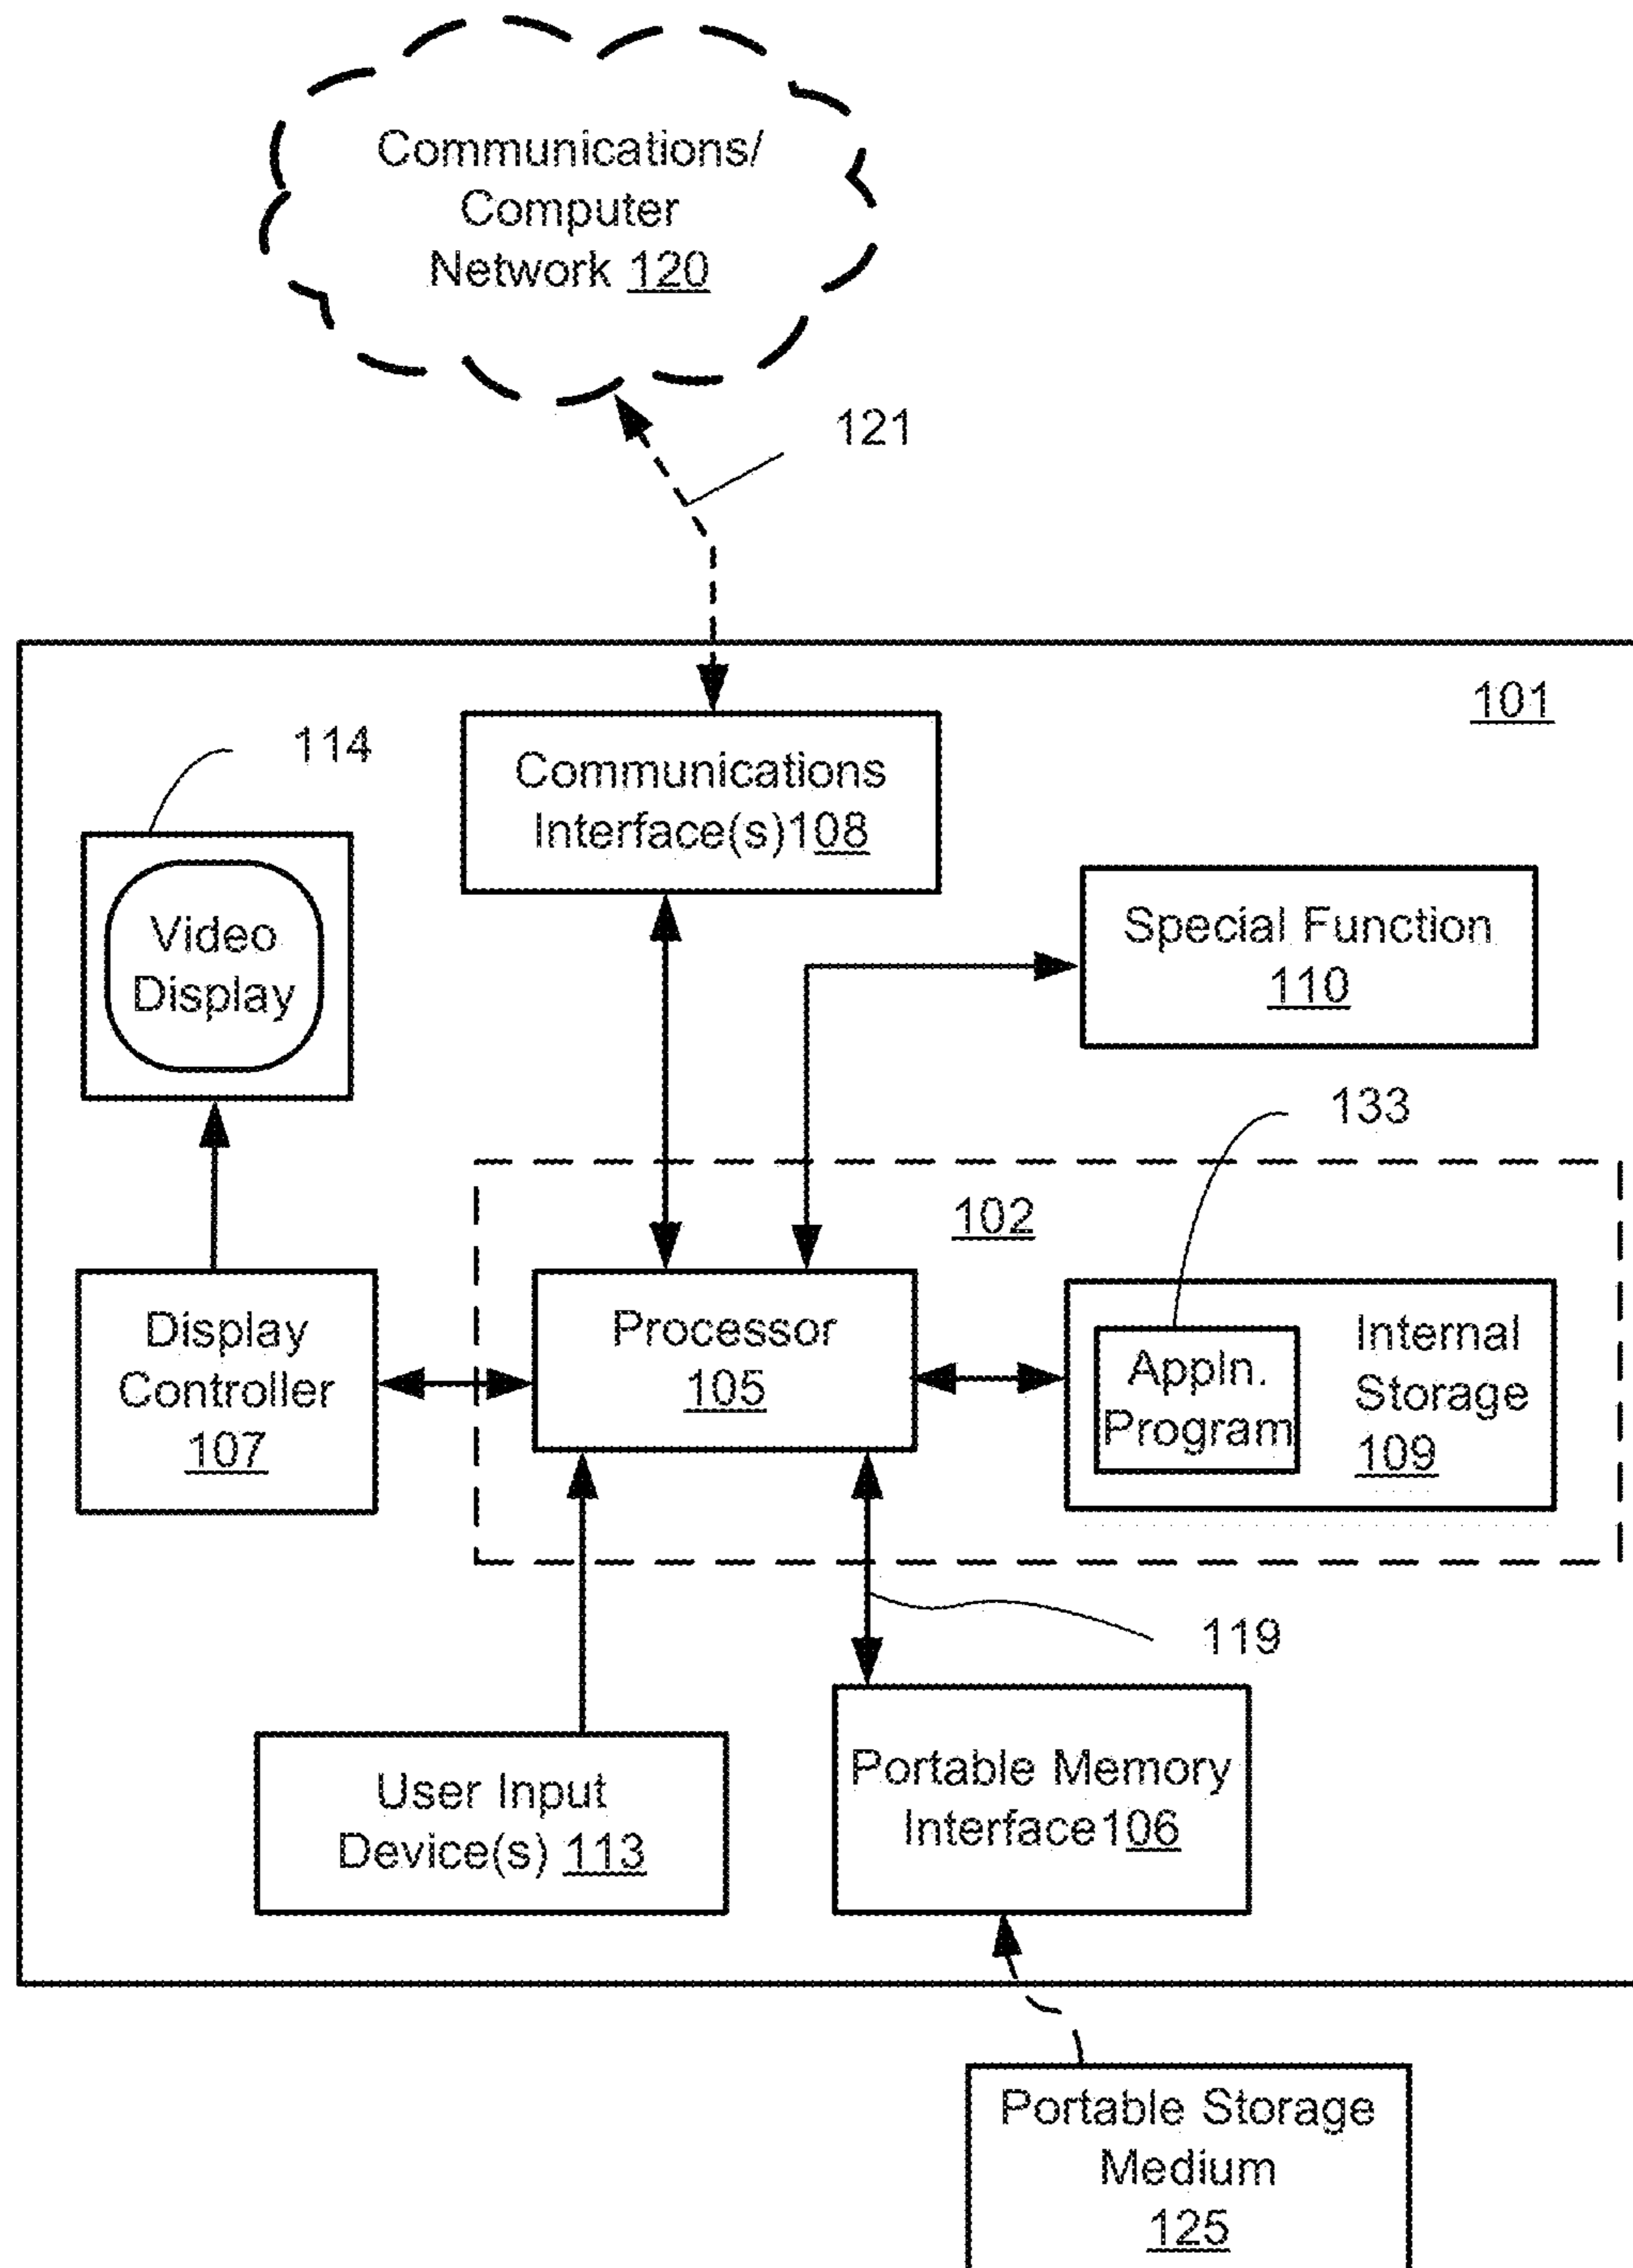 Communications/
Computer
Network 120
121
101
114
Communications
Interface(s)108
Video
Display
Special Function
110
133
102
Display
Controller
107
Processor
105
Appln.
Program
Internal
Storage
109
119
User Input
Device(s) 113
Portable Memory
Interface106
Portable Storage
Medium
125